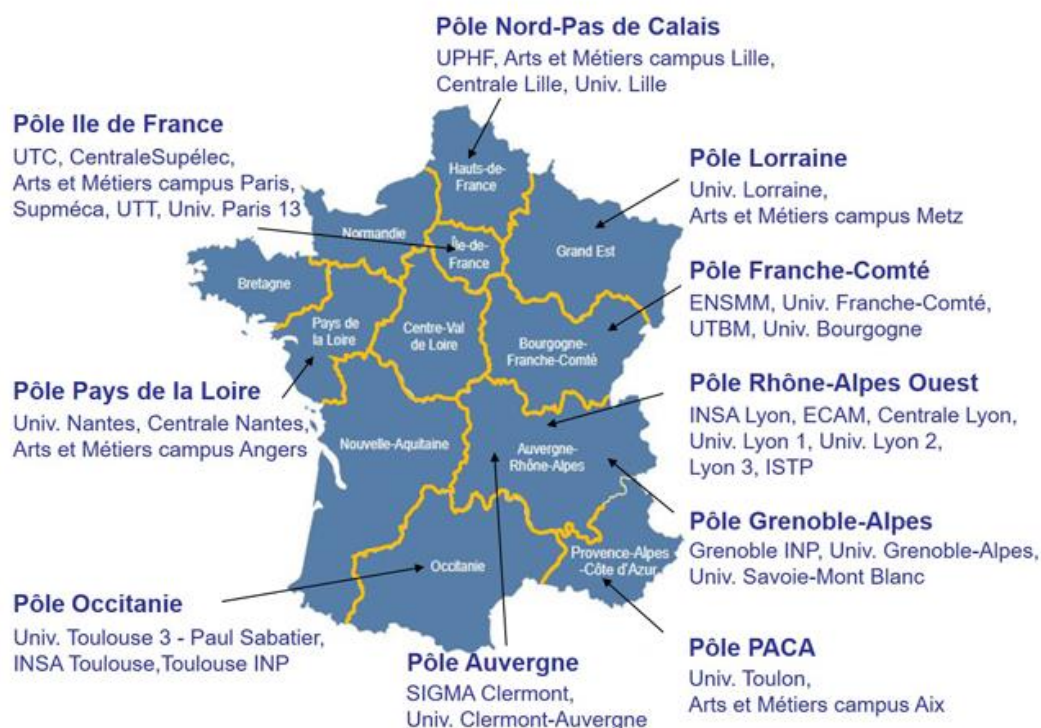 Pôle Nord-Pas de Calais
UPHF, Arts et Métiers campus Lille,
Centrale Lille, Univ. Lille
Pôle Ile de France
UTC, CentraleSupélec,
Arts et Métiers campus Paris,
Supméca, UTT, Univ. Paris 13
Pôle Lorraine
Univ. Lorraine,
Arts et Métiers campus Metz
Pôle Franche-Comté
ENSMM, Univ. Franche-Comté,
UTBM, Univ. Bourgogne
Pôle Pays de la Loire
Univ. Nantes, Centrale Nantes,
Arts et Métiers campus Angers
Pôle Rhône-Alpes Ouest
INSA Lyon, ECAM, Centrale Lyon,
Univ. Lyon 1, Univ. Lyon 2,
Lyon 3, ISTP
Pôle Grenoble-Alpes
Grenoble INP, Univ. Grenoble-Alpes,
Univ. Savoie-Mont Blanc
Pôle Occitanie
Univ. Toulouse 3 - Paul Sabatier,
INSA Toulouse,Toulouse INP
Pôle Auvergne
SIGMA Clermont,
Univ. Clermont-Auvergne
Pôle PACA
Univ. Toulon,
Arts et Métiers campus Aix
Hauts-de-
France
Normandie
Île-de-
France
Grand Est
Bretagne
Pays de
la Loire
Centre-Val
de Loire
Bourgogne-
Franche-Comté
Nouvelle-Aquitaine
Auvergne-
Rhône-Alpes
Occitanie
Provence-Alpes
-Côte d'Azur